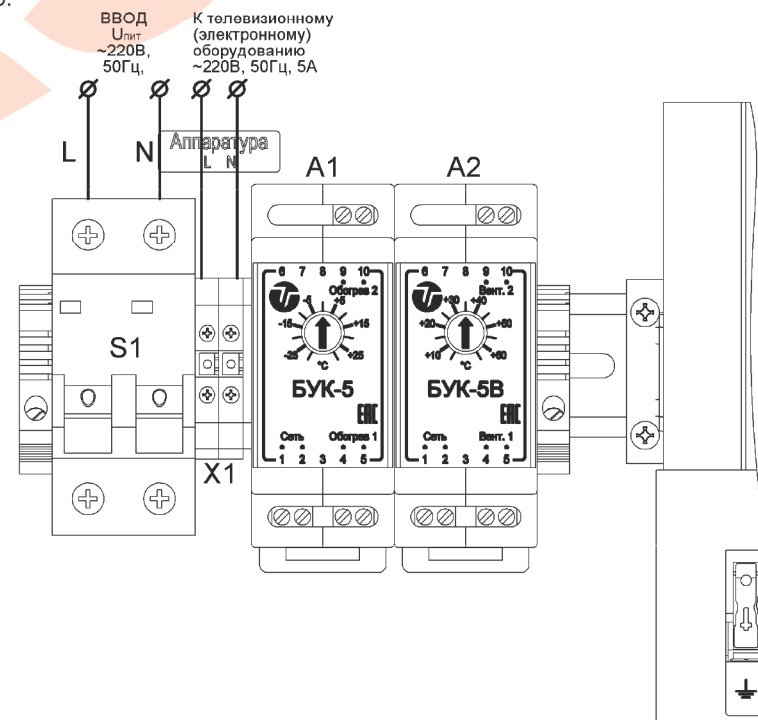 ВВОД
Uпит
~220В,
50Гц,
К телевизионному
(электронному)
оборудованию
~220В, 50Гц, 5А
L
N
Аппаратура
L N
A1
A2
6 7 8 9 10
Обогрев 2
-5 +5
-15 +15
-25 +25
°C
БУК-5
ЕАС
Сеть Обогрев 1
1 2 3 4 5
6 7 8 9 10
Вент. 2
+30 +40
+20 +50
+10 +60
°C
БУК-5В
ЕАС
Сеть Вент. 1
1 2 3 4 5
S1
X1